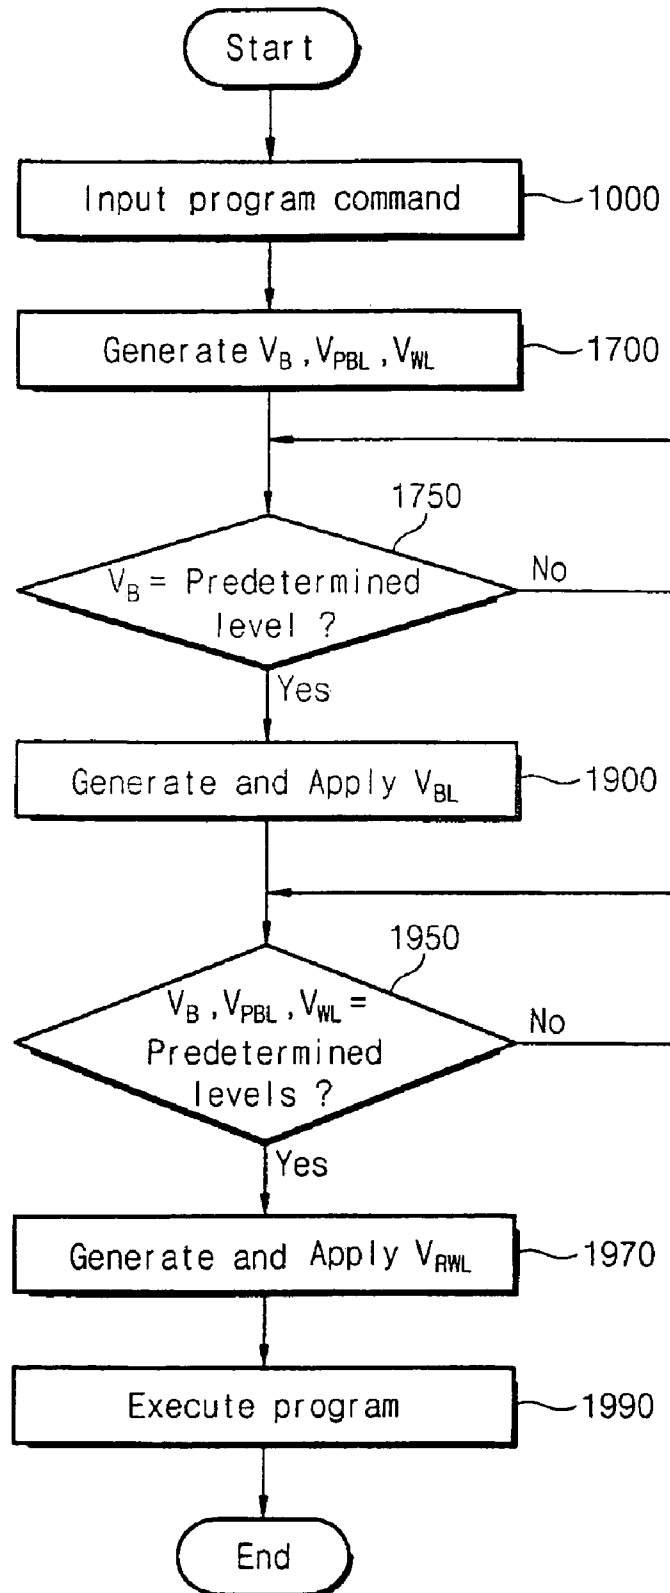 Start
Input program command
1000
Generate V_B, V_PBL, V_WL
1700
1750
V_B = Predetermined
level ?
No
Yes
Generate and Apply V_BL
1900
1950
V_B, V_PBL, V_WL =
Predetermined
levels ?
No
Yes
Generate and Apply V_RWL
1970
Execute program
1990
End